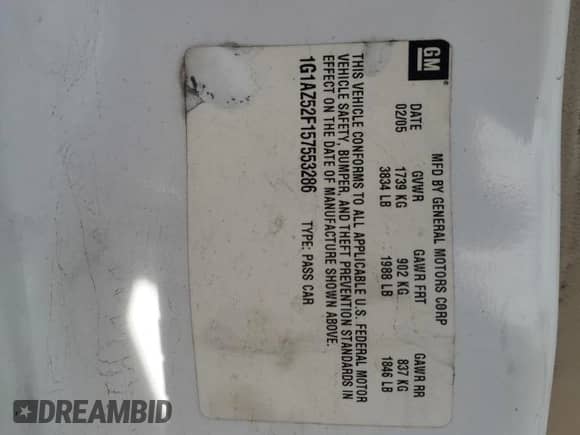 GM
MFD BY GENERAL MOTORS CORP
DATE GVWR GAWR FRT GAWR RR
02/05 1739 KG 902 KG 837 KG
3834 LB 1988 LB 1846 LB
THIS VEHICLE CONFORMS TO ALL APPLICABLE U.S. FEDERAL MOTOR
VEHICLE SAFETY, BUMPER, AND THEFT PREVENTION STANDARDS IN
EFFECT ON THE DATE OF MANUFACTURE SHOWN ABOVE.
1G1AZ52F157553286 TYPE: PASS CAR
DREAMBID